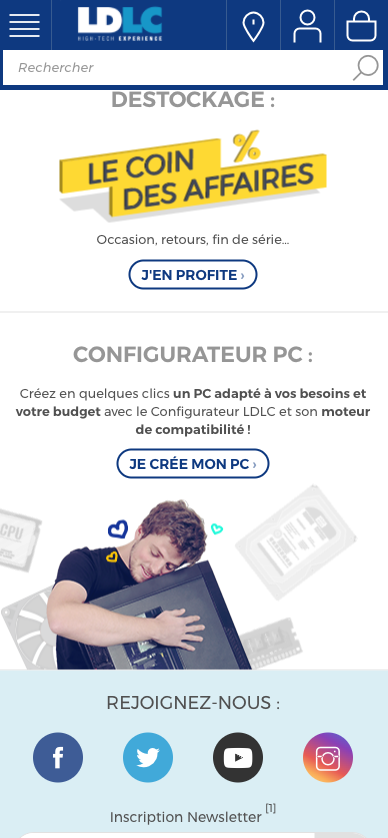 LDLC
HIGH-TECH EXPERIENCE
Rechercher
DESTOCKAGE :
LE COIN %
DES AFFAIRES
Occasion, retours, fin de série…
J'EN PROFITE ›
CONFIGURATEUR PC :
Créez en quelques clics un PC adapté à vos besoins et
votre budget avec le Configurateur LDLC et son moteur
de compatibilité !
JE CRÉE MON PC ›
CPU
REJOIGNEZ-NOUS :
Inscription Newsletter [1]